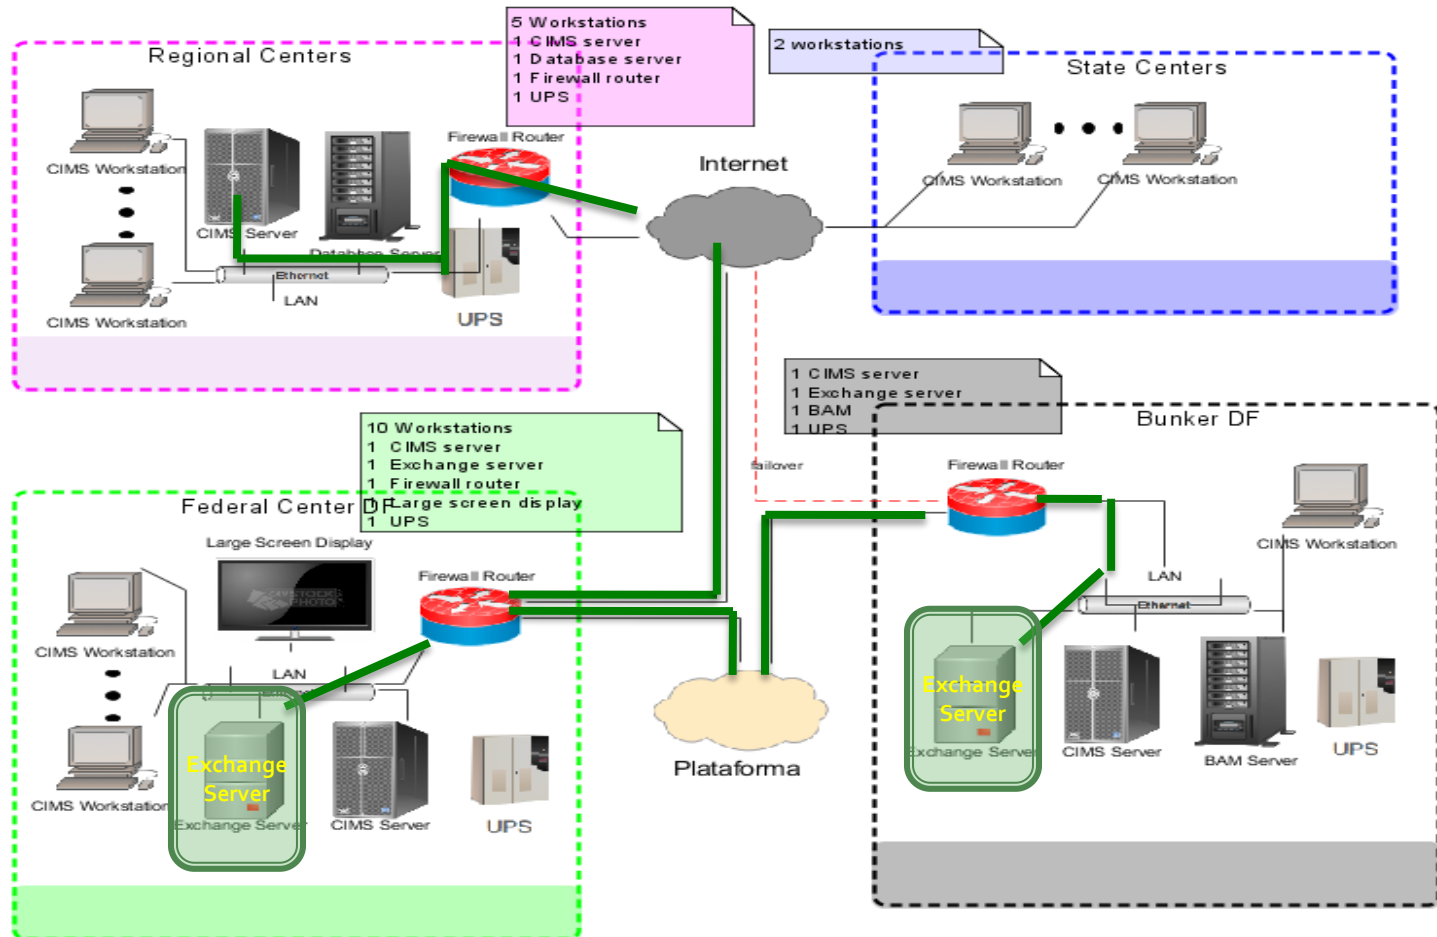 Regional Centers
5 Workstations
1 CIMS server
1 Database server
1 Firewall router
1 UPS
2 workstations
State Centers
CIMS Workstation
CIMS Server
Database Server
Firewall Router
Internet
CIMS Workstation
CIMS Workstation
Ethernet
LAN
CIMS Workstation
UPS
1 CIMS server
1 Exchange server
1 BAM
1 UPS
Bunker DF
10 Workstations
1 CIMS server
1 Exchange server
1 Firewall router
1 Large screen display
1 UPS
failover
Firewall Router
Federal Center DF
Large Screen Display
Firewall Router
CIMS Workstation
LAN
Ethernet
CIMS Workstation
LAN
Ethernet
Exchange
Server
Exchange Server
CIMS Server
BAM Server
UPS
Plataforma
CIMS Workstation
Exchange
Server
Exchange Server
CIMS Server
UPS